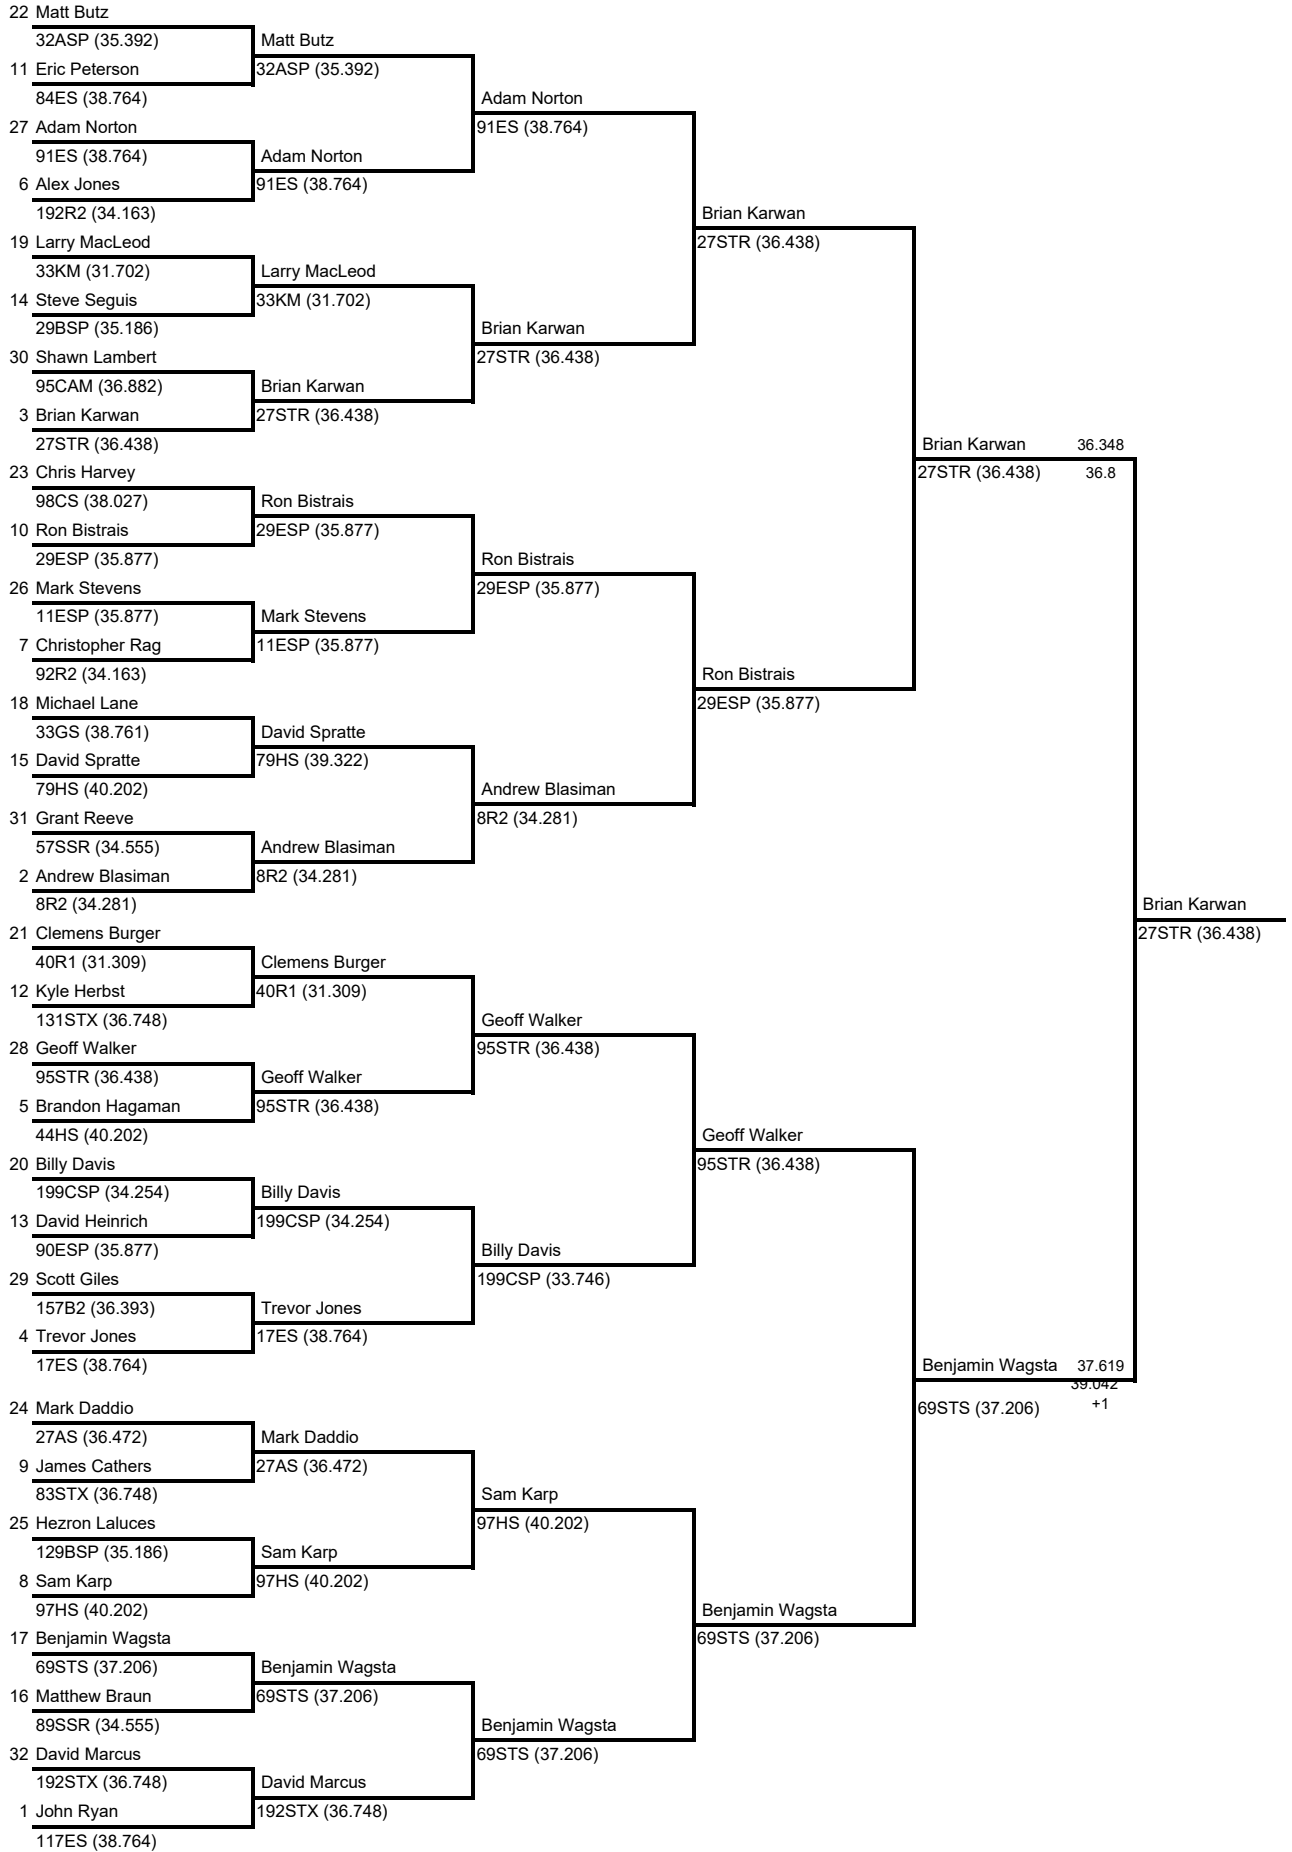 22 Matt Butz
32ASP (35.392)
Matt Butz
11 Eric Peterson
32ASP (35.392)
84ES (38.764)
Adam Norton
27 Adam Norton
91ES (38.764)
91ES (38.764)
Adam Norton
6 Alex Jones
91ES (38.764)
192R2 (34.163)
Brian Karwan
19 Larry MacLeod
27STR (36.438)
33KM (31.702)
Larry MacLeod
14 Steve Seguis
33KM (31.702)
29BSP (35.186)
Brian Karwan
30 Shawn Lambert
27STR (36.438)
95CAM (36.882)
Brian Karwan
3 Brian Karwan
27STR (36.438)
27STR (36.438)
Brian Karwan 36.348
23 Chris Harvey
27STR (36.438) 36.8
98CS (38.027)
Ron Bistrais
10 Ron Bistrais
29ESP (35.877)
29ESP (35.877)
Ron Bistrais
26 Mark Stevens
29ESP (35.877)
11ESP (35.877)
Mark Stevens
7 Christopher Rag
11ESP (35.877)
92R2 (34.163)
Ron Bistrais
18 Michael Lane
29ESP (35.877)
33GS (38.761)
David Spratte
15 David Spratte
79HS (39.322)
79HS (40.202)
Andrew Blasiman
31 Grant Reeve
8R2 (34.281)
57SSR (34.555)
Andrew Blasiman
2 Andrew Blasiman
8R2 (34.281)
8R2 (34.281)
Brian Karwan
21 Clemens Burger
27STR (36.438)
40R1 (31.309)
Clemens Burger
12 Kyle Herbst
40R1 (31.309)
131STX (36.748)
Geoff Walker
28 Geoff Walker
95STR (36.438)
95STR (36.438)
Geoff Walker
5 Brandon Hagaman
95STR (36.438)
44HS (40.202)
Geoff Walker
20 Billy Davis
95STR (36.438)
199CSP (34.254)
Billy Davis
13 David Heinrich
199CSP (34.254)
90ESP (35.877)
Billy Davis
29 Scott Giles
199CSP (33.746)
157B2 (36.393)
Trevor Jones
4 Trevor Jones
17ES (38.764)
17ES (38.764)
Benjamin Wagsta 37.619
39.042
24 Mark Daddio
69STS (37.206) +1
27AS (36.472)
Mark Daddio
9 James Cathers
27AS (36.472)
83STX (36.748)
Sam Karp
25 Hezron Laluces
97HS (40.202)
129BSP (35.186)
Sam Karp
8 Sam Karp
97HS (40.202)
97HS (40.202)
Benjamin Wagsta
17 Benjamin Wagsta
69STS (37.206)
69STS (37.206)
Benjamin Wagsta
16 Matthew Braun
69STS (37.206)
89SSR (34.555)
Benjamin Wagsta
32 David Marcus
69STS (37.206)
192STX (36.748)
David Marcus
1 John Ryan
192STX (36.748)
117ES (38.764)